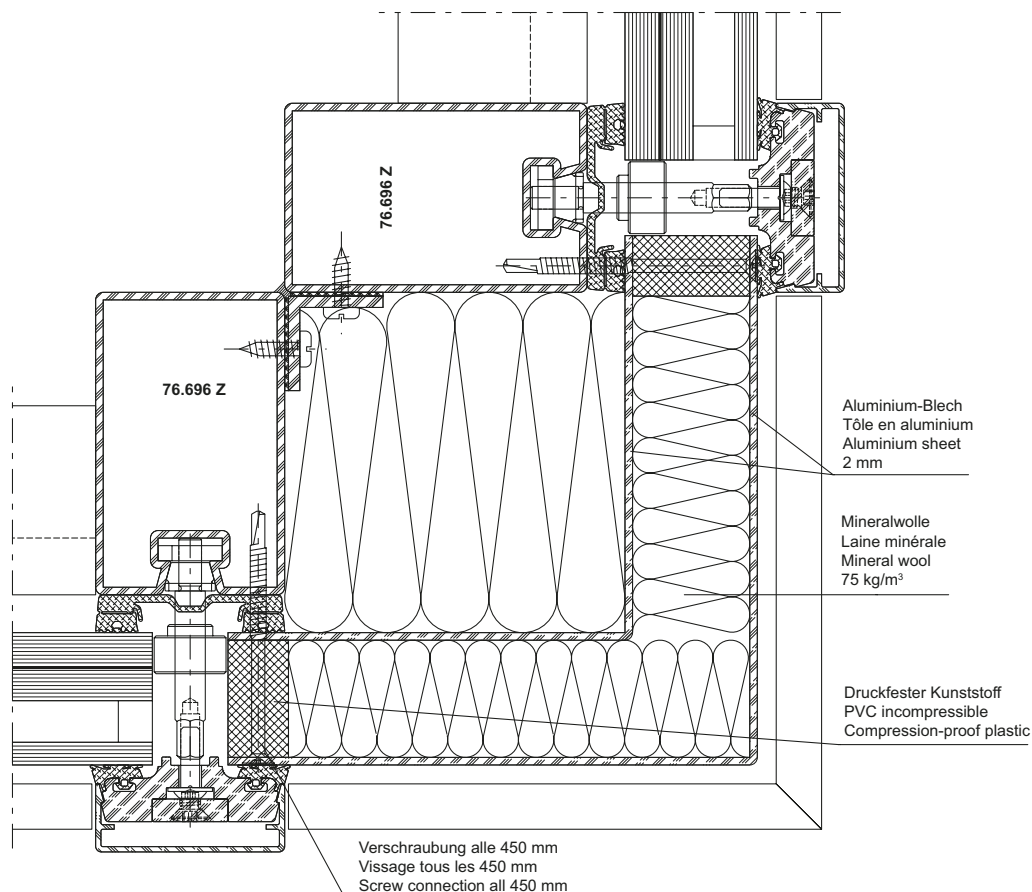 76.696 Z
76.696 Z
Aluminium-Blech
Tôle en aluminium
Aluminium sheet
2 mm
Mineralwolle
Laine minérale
Mineral wool
75 kg/m³
Druckfester Kunststoff
PVC incompressible
Compression-proof plastic
Verschraubung alle 450 mm
Vissage tous les 450 mm
Screw connection all 450 mm